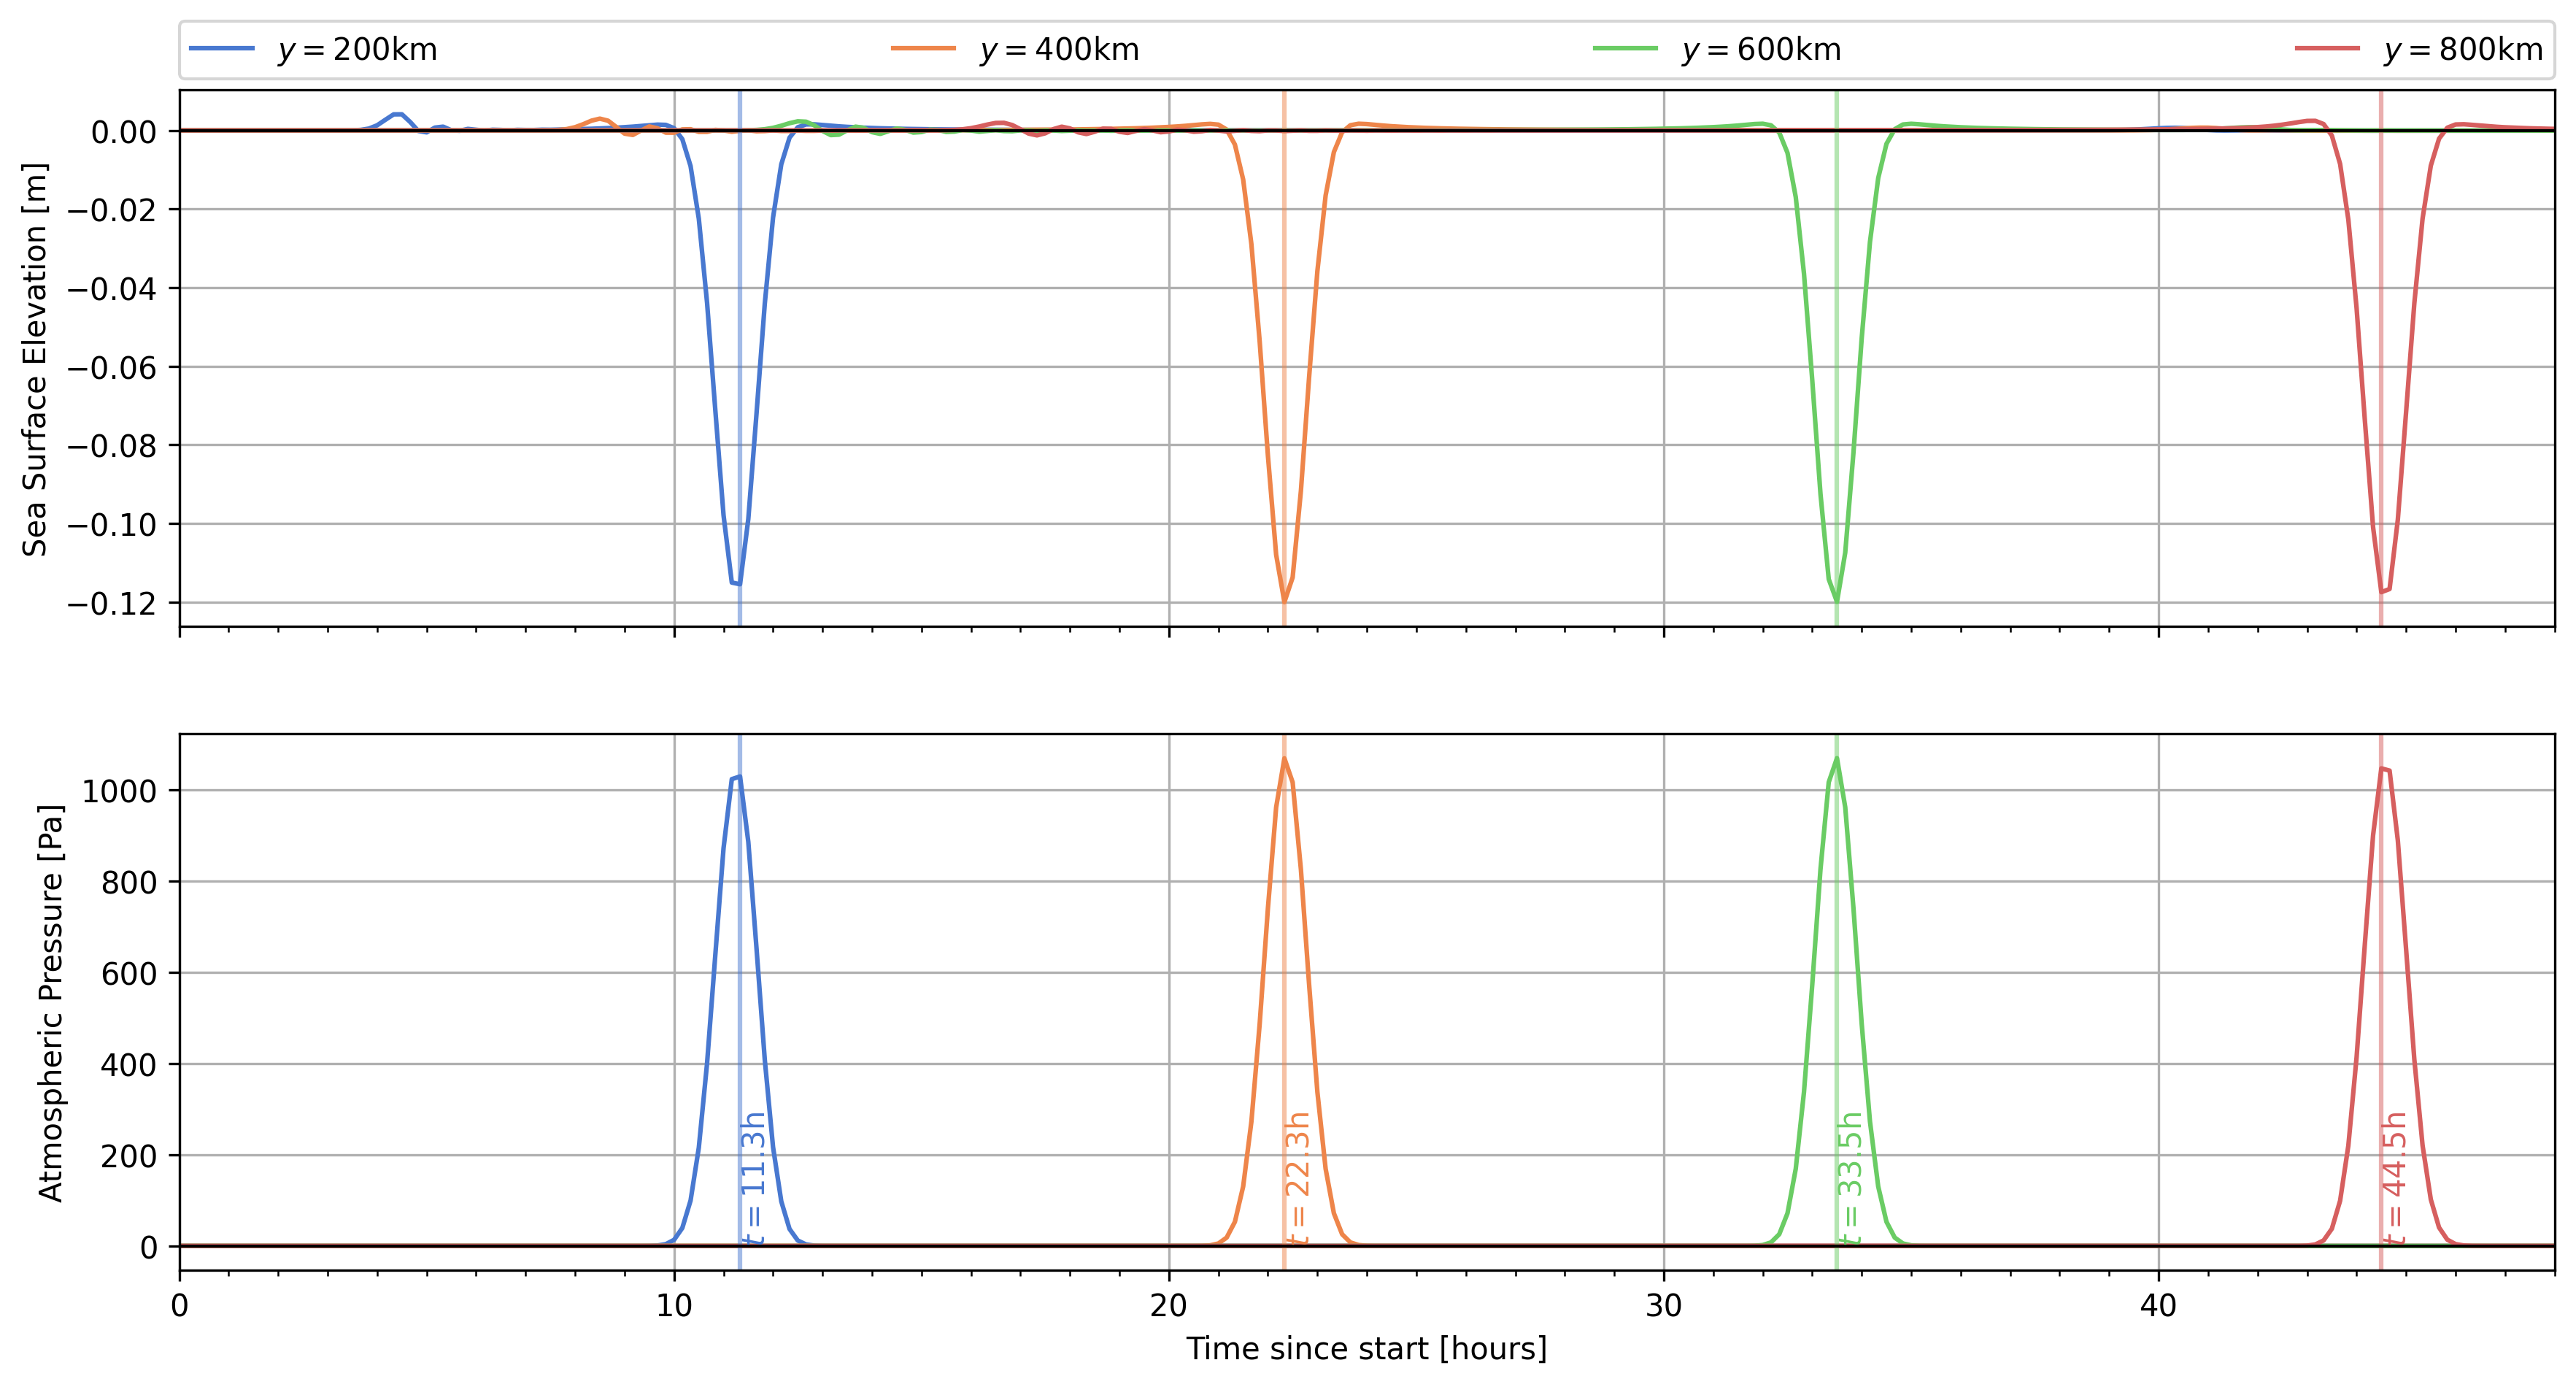 y = 200km
y = 400km
y = 600km
y = 800km
Sea Surface Elevation [m]
0.00
−0.02
−0.04
−0.06
−0.08
−0.10
−0.12
Atmospheric Pressure [Pa]
1000
800
600
400
200
0
t = 11.3h
t = 22.3h
t = 33.5h
t = 44.5h
0
10
20
30
40
Time since start [hours]